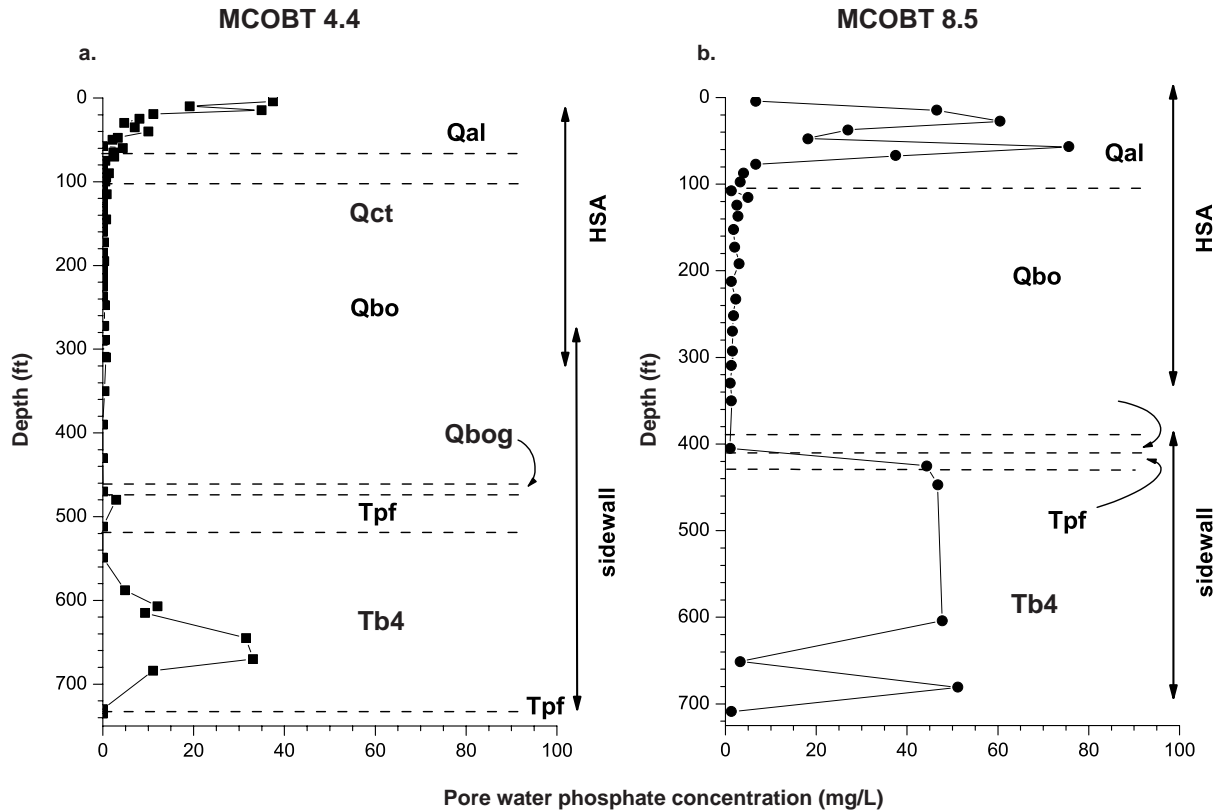 MCOBT 4.4
a.
0
100
200
300
400
500
600
700
Depth (ft)
0
20
40
60
80
100
Qal
Qct
Qbo
Qbog
Tpf
Tb4
Tpf
HSA
sidewall
MCOBT 8.5
b.
0
100
200
300
400
500
600
700
Depth (ft)
0
20
40
60
80
100
Qal
Qbo
Tpf
Tb4
HSA
sidewall
Pore water phosphate concentration (mg/L)